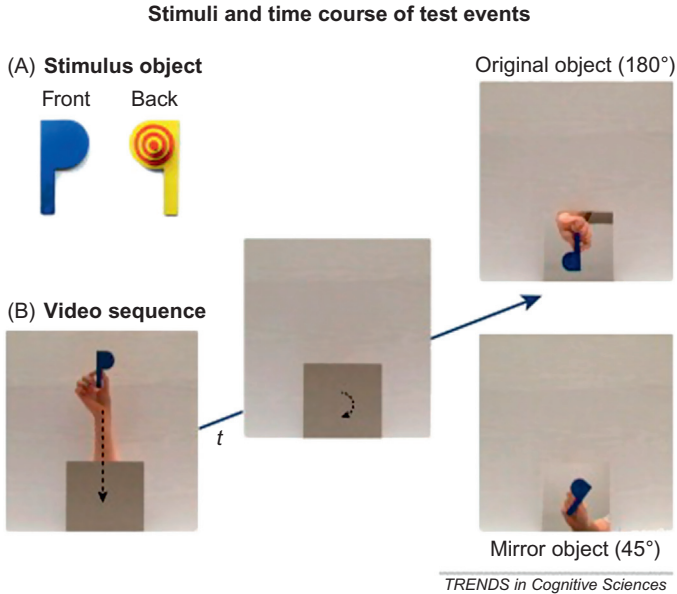 Stimuli and time course of test events
(A) Stimulus object
Front Back
Original object (180°)
(B) Video sequence
t
Mirror object (45°)
TRENDS in Cognitive Sciences